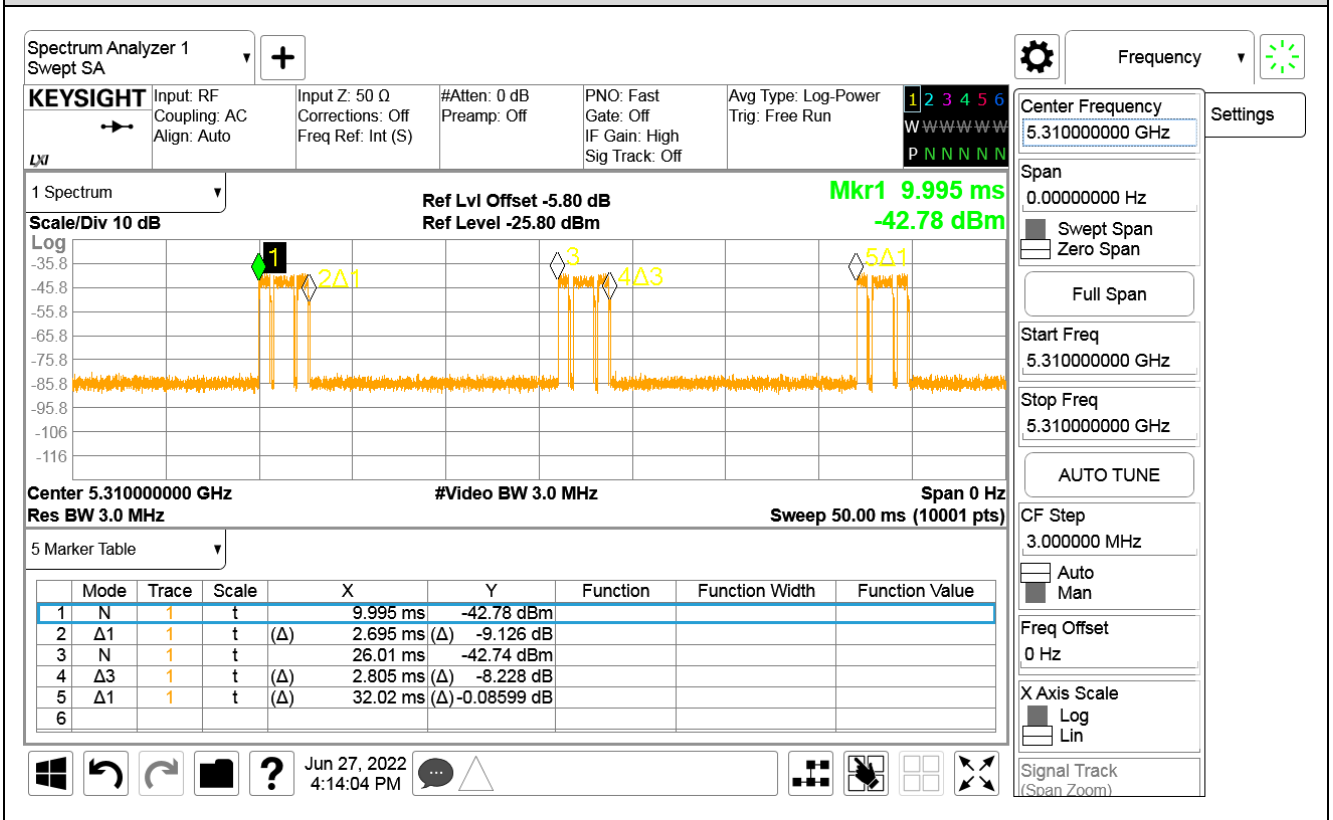 Spectrum Analyzer 1
Swept SA
Frequency
KEYSIGHT
LXI
Input: RF
Coupling: AC
Align: Auto
Input Z: 50 Ω
Corrections: Off
Freq Ref: Int (S)
#Atten: 0 dB
Preamp: Off
PNO: Fast
Gate: Off
IF Gain: High
Sig Track: Off
Avg Type: Log-Power
Trig: Free Run
1 2 3 4 5 6
W W W W W W
P N N N N N
1 Spectrum
Scale/Div 10 dB
Ref Lvl Offset -5.80 dB
Ref Level -25.80 dBm
Mkr1 9.995 ms
-42.78 dBm
Log
-35.8
-45.8
-55.8
-65.8
-75.8
-85.8
-95.8
-106
-116
1
2Δ1
3
4Δ3
5Δ1
Center 5.310000000 GHz
#Video BW 3.0 MHz
Span 0 Hz
Res BW 3.0 MHz
Sweep 50.00 ms (10001 pts)
5 Marker Table
Mode Trace Scale X Y Function Function Width Function Value
1 N 1 t 9.995 ms -42.78 dBm
2 Δ1 1 t (Δ) 2.695 ms (Δ) -9.126 dB
3 N 1 t 26.01 ms -42.74 dBm
4 Δ3 1 t (Δ) 2.805 ms (Δ) -8.228 dB
5 Δ1 1 t (Δ) 32.02 ms (Δ) -0.08599 dB
6
Jun 27, 2022
4:14:04 PM
Settings
Center Frequency
5.310000000 GHz
Span
0.00000000 Hz
Swept Span
Zero Span
Full Span
Start Freq
5.310000000 GHz
Stop Freq
5.310000000 GHz
AUTO TUNE
CF Step
3.000000 MHz
Auto
Man
Freq Offset
0 Hz
X Axis Scale
Log
Lin
Signal Track
(Span Zoom)